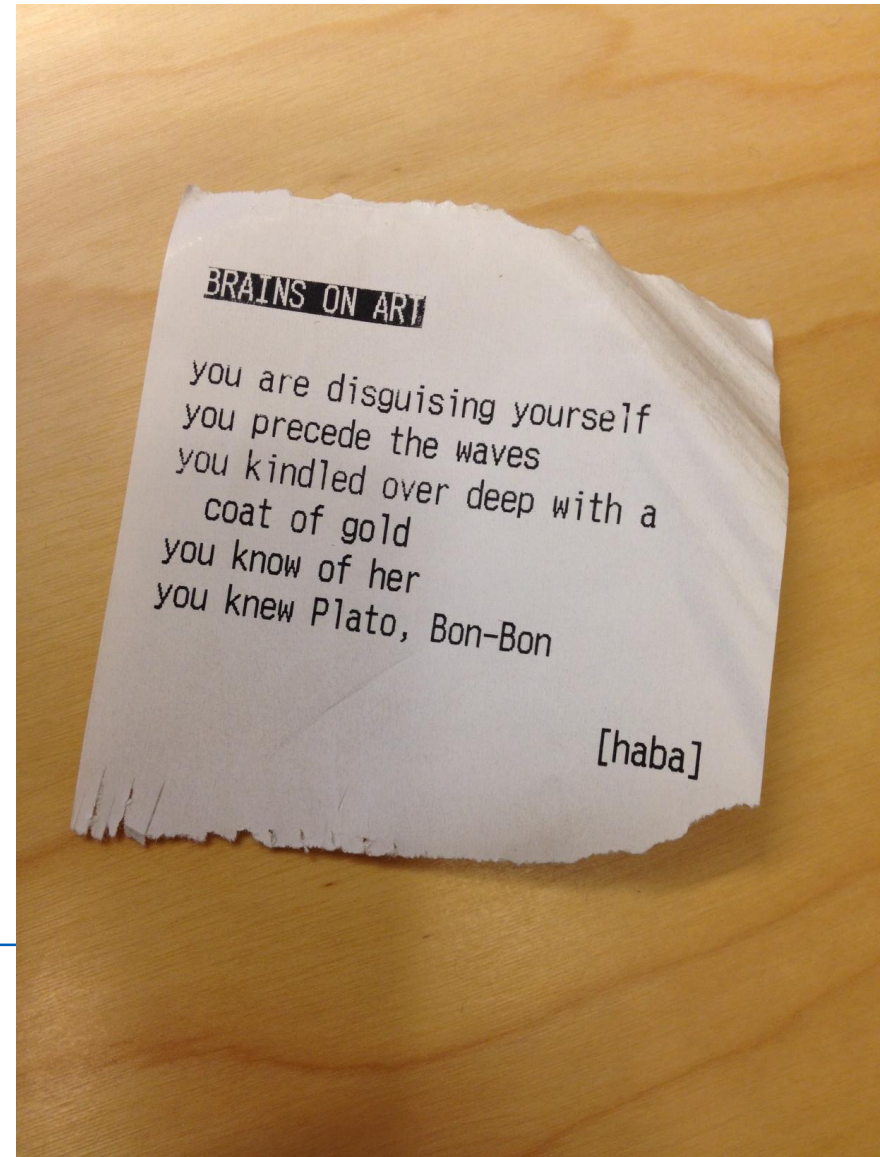 BRAINS ON ART
you are disguising yourself
you precede the waves
you kindled over deep with a
coat of gold
you know of her
you knew Plato, Bon-Bon
[haba]